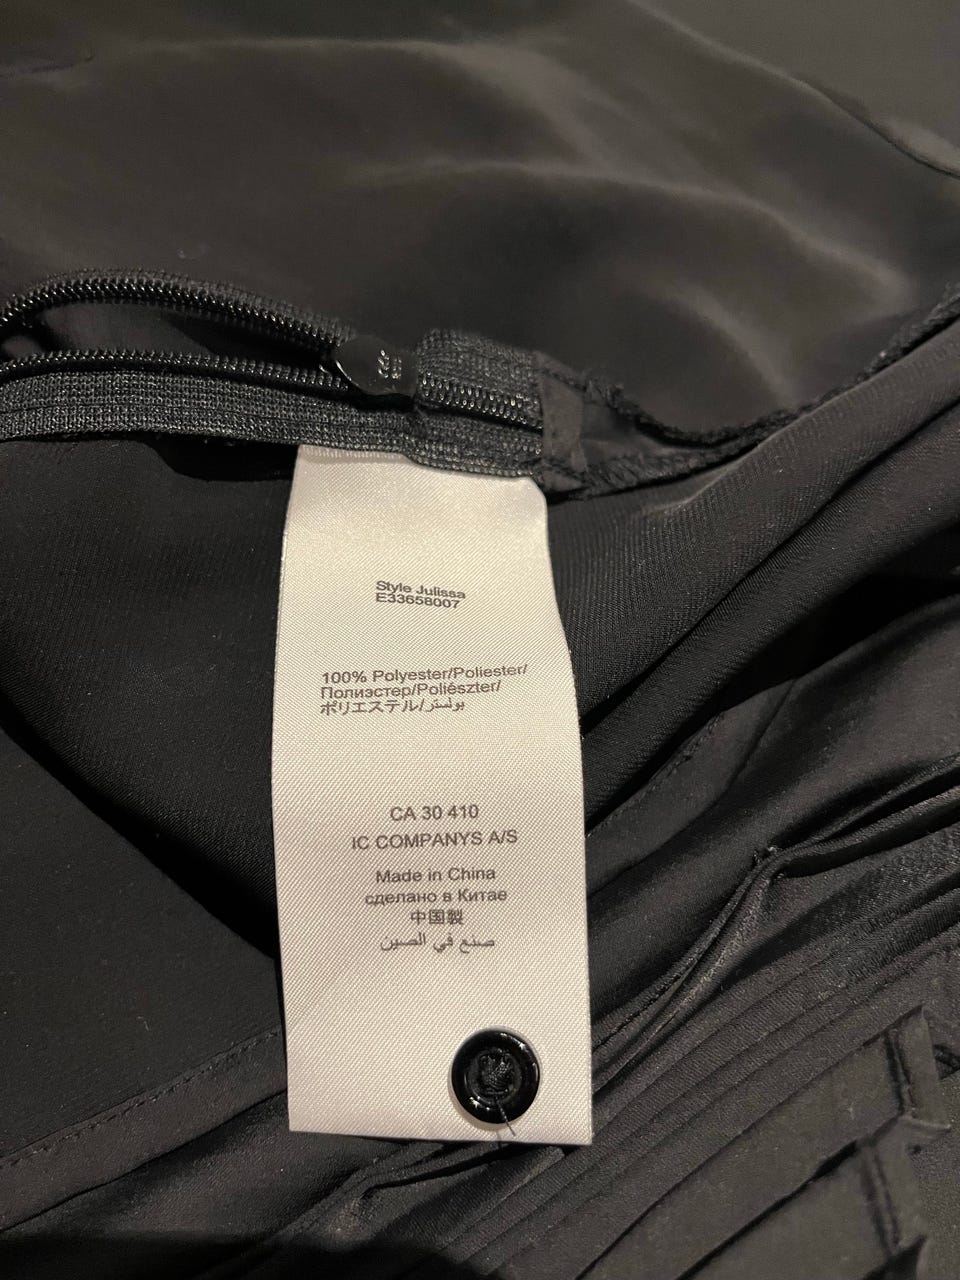 Style Julissa
E33658007
100% Polyester/Poliester/
Полиэстер/Poliészter/
ポリエステル/بولستر
CA 30 410
IC COMPANYS A/S
Made in China
сделано в Китае
中国製
صنع في الصين